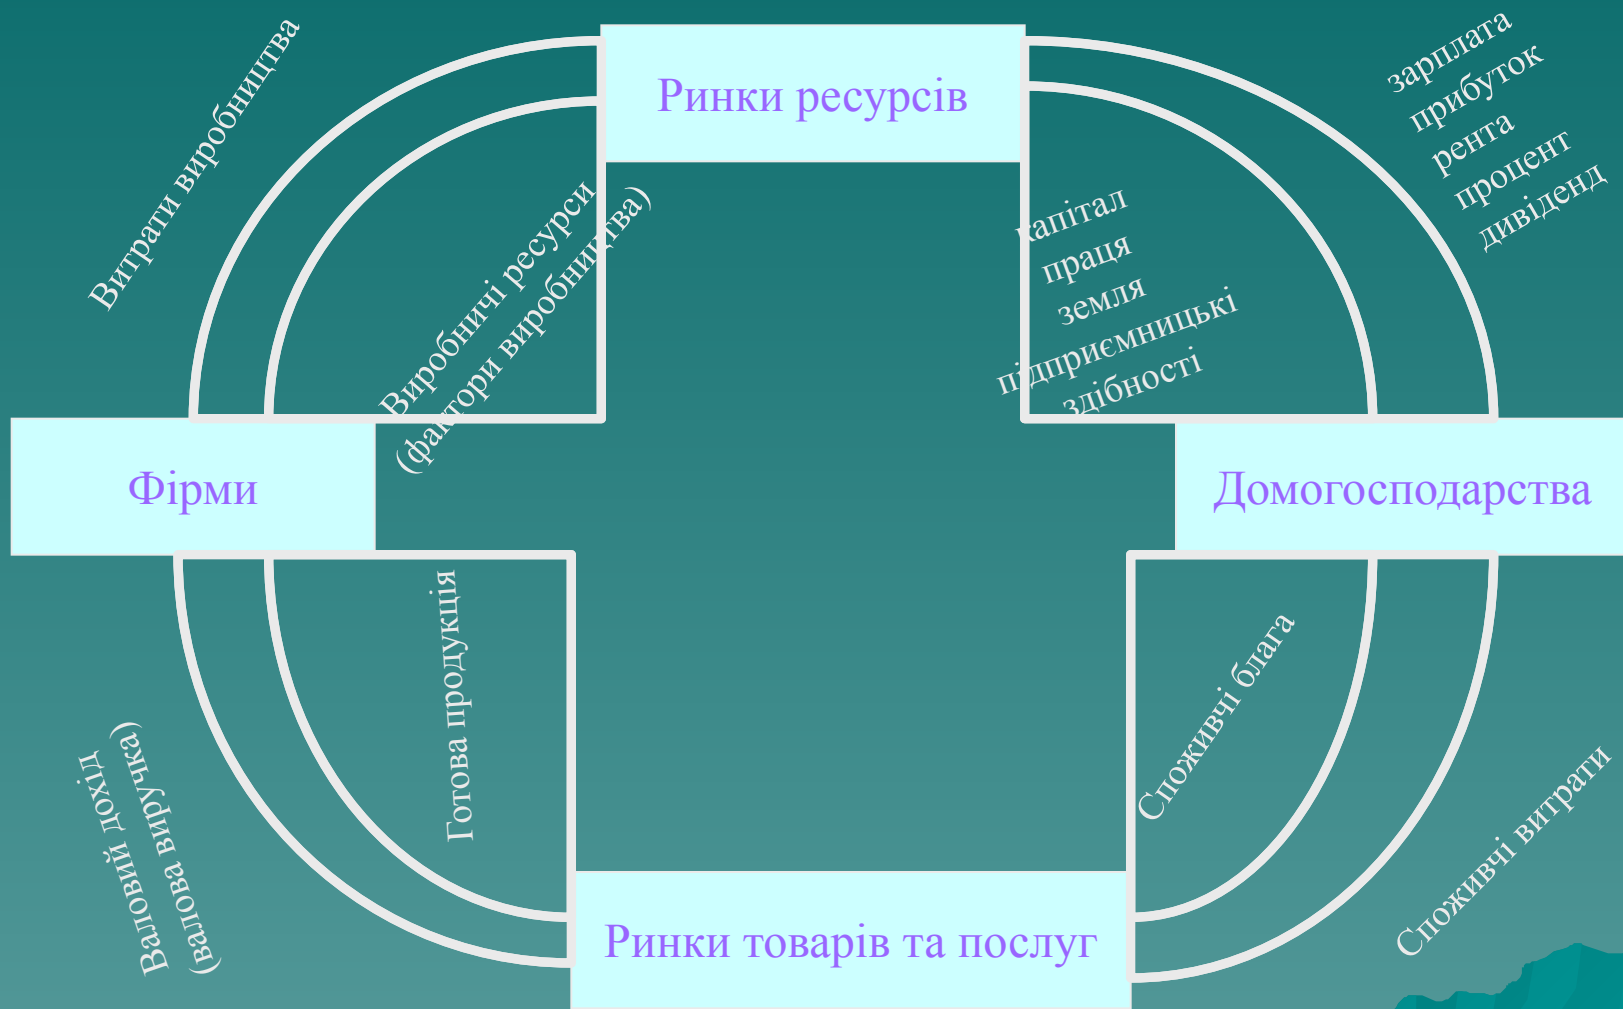 Витрати виробництва
Ринки ресурсів
зарплата
прибуток
рента
процент
дивіденд
Виробничі ресурси
(фактори виробництва)
капітал
праця
земля
підприємницькі
здібності
Фірми
Домогосподарства
Готова продукція
Споживчі блага
Валовий дохід
(валова виручка)
Споживчі витрати
Ринки товарів та послуг